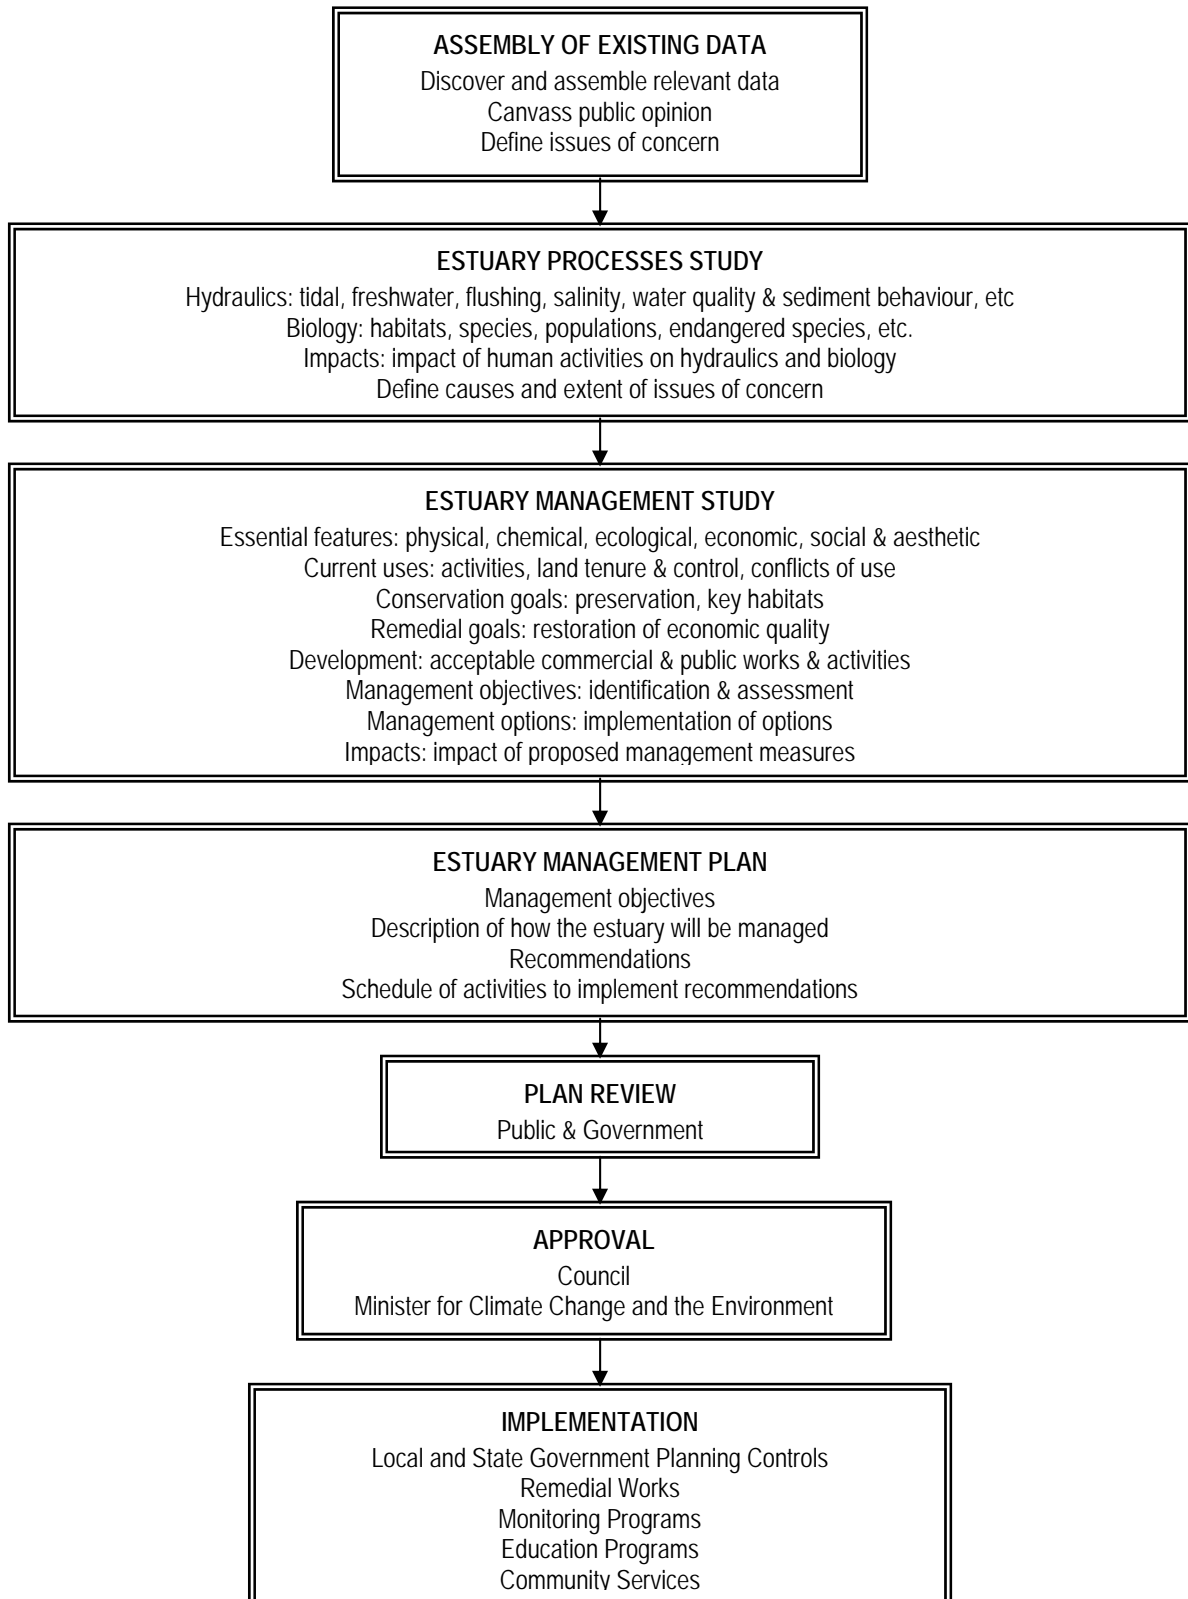 ASSEMBLY OF EXISTING DATA
Discover and assemble relevant data
Canvass public opinion
Define issues of concern
ESTUARY PROCESSES STUDY
Hydraulics: tidal, freshwater, flushing, salinity, water quality & sediment behaviour, etc
Biology: habitats, species, populations, endangered species, etc.
Impacts: impact of human activities on hydraulics and biology
Define causes and extent of issues of concern
ESTUARY MANAGEMENT STUDY
Essential features: physical, chemical, ecological, economic, social & aesthetic
Current uses: activities, land tenure & control, conflicts of use
Conservation goals: preservation, key habitats
Remedial goals: restoration of economic quality
Development: acceptable commercial & public works & activities
Management objectives: identification & assessment
Management options: implementation of options
Impacts: impact of proposed management measures
ESTUARY MANAGEMENT PLAN
Management objectives
Description of how the estuary will be managed
Recommendations
Schedule of activities to implement recommendations
PLAN REVIEW
Public & Government
APPROVAL
Council
Minister for Climate Change and the Environment
IMPLEMENTATION
Local and State Government Planning Controls
Remedial Works
Monitoring Programs
Education Programs
Community Services